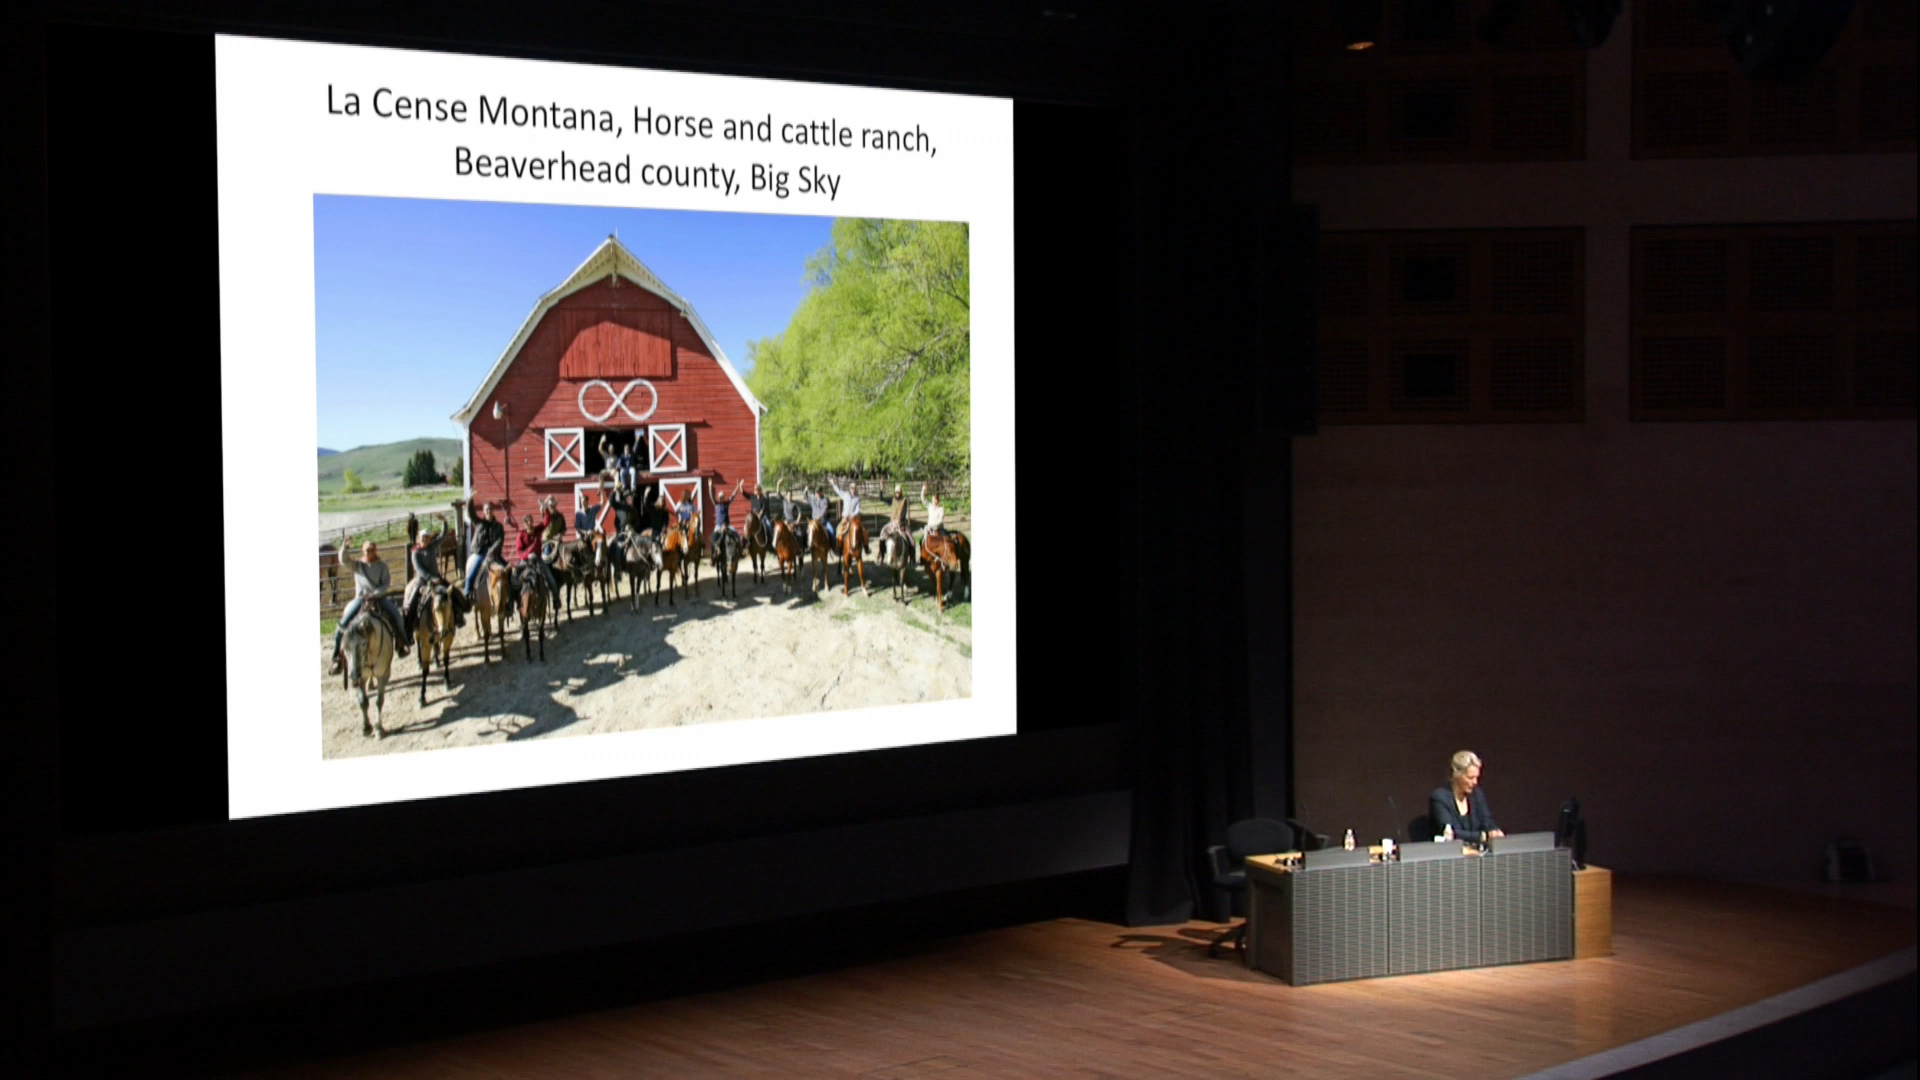 La Cense Montana, Horse and cattle ranch,
Beaverhead county, Big Sky